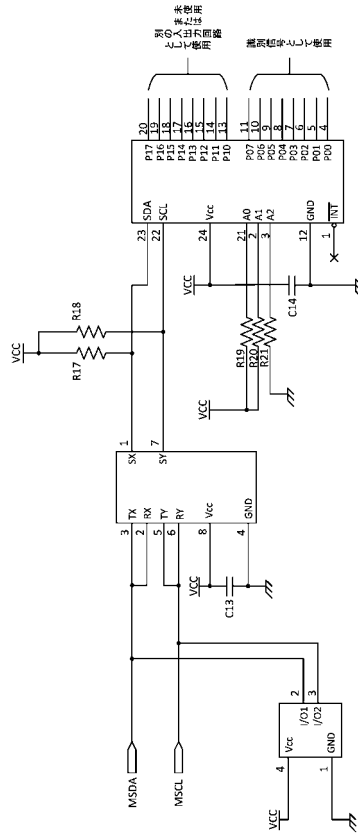 MSDA
MSCL
VCC
4
Vcc
1
GND
I/O1
2
I/O2
3
3
TX
2
RX
5
TY
6
RY
8
Vcc
4
GND
SX
1
SY
7
VCC
C13
VCC
R17
R18
VCC
R19
R20
R21
VCC
C14
23
SDA
22
SCL
24
Vcc
21
A0
2
A1
3
A2
12
GND
1
INT
P17
20
P16
19
P15
18
P14
17
P13
16
P12
15
P11
14
P10
13
P07
11
P06
10
P05
9
P04
8
P03
7
P02
6
P01
5
P00
4
未使用
または
別の入出力回路
として使用
識別信号として使用